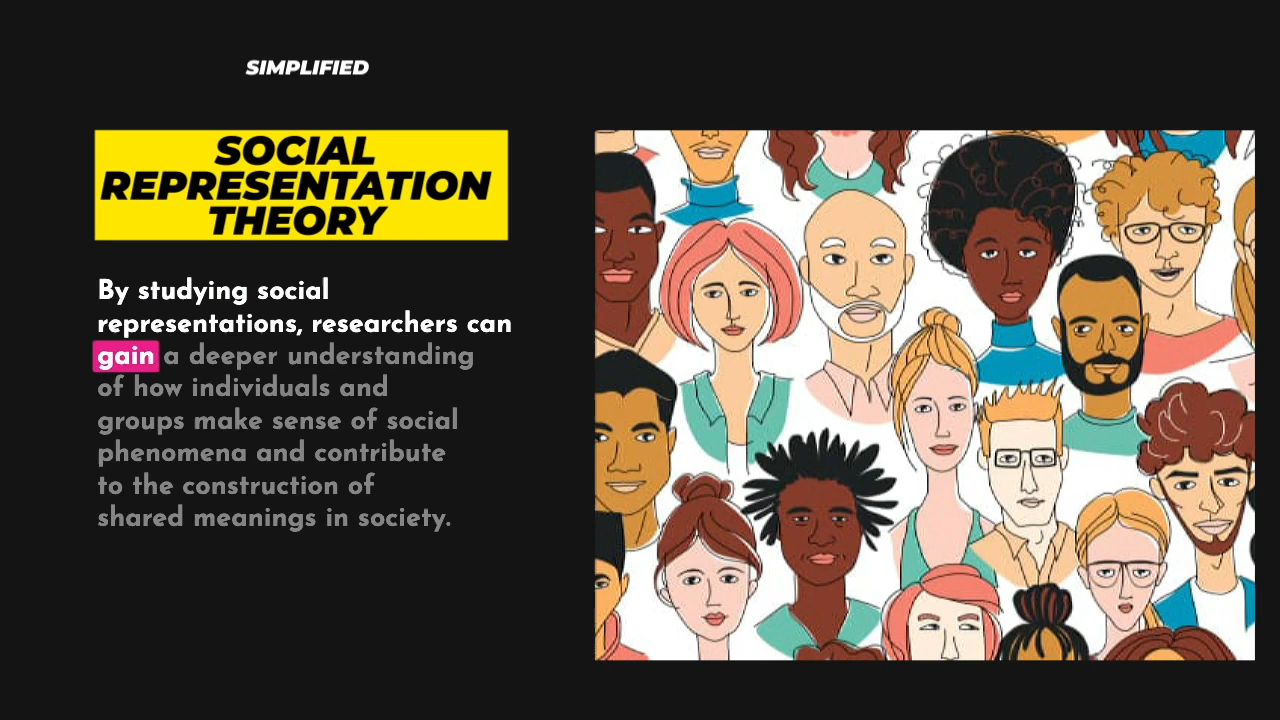 SIMPLIFIED
SOCIAL
REPRESENTATION
THEORY
By studying social
representations, researchers can
gain a deeper understanding
of how individuals and
groups make sense of social
phenomena and contribute
to the construction of
shared meanings in society.